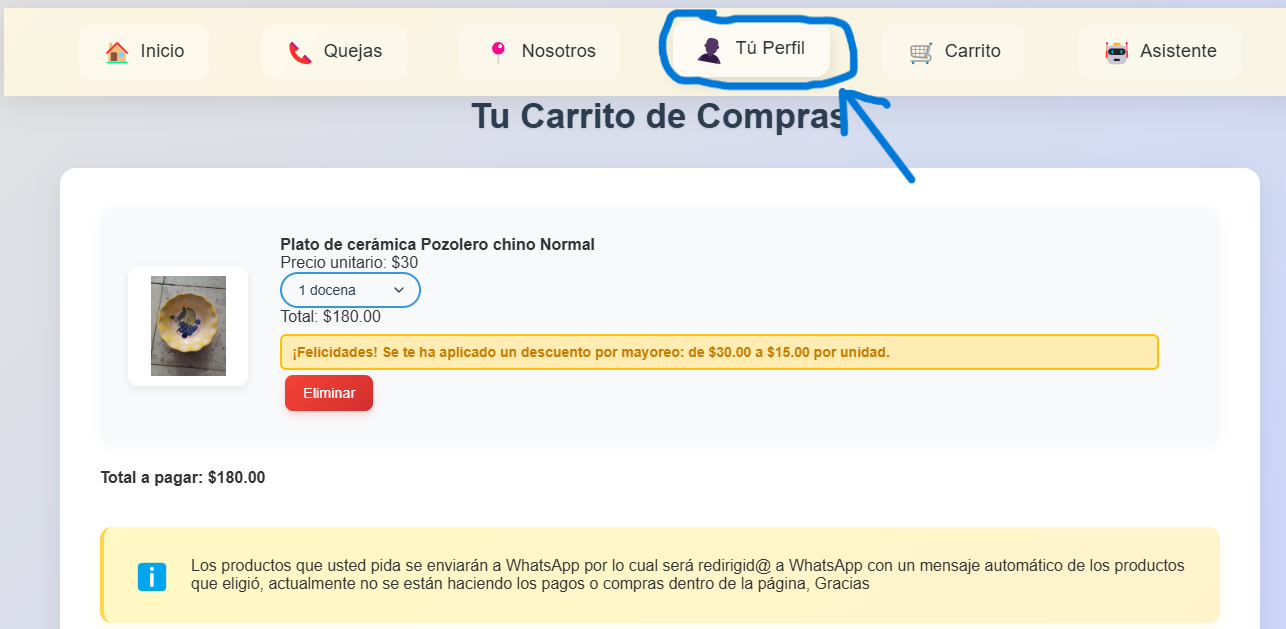 Inicio Quejas Nosotros Tú Perfil Carrito Asistente
Tu Carrito de Compras
Plato de cerámica Pozolero chino Normal
Precio unitario: $30
1 docena
Total: $180.00
¡Felicidades! Se te ha aplicado un descuento por mayoreo: de $30.00 a $15.00 por unidad.
Eliminar
Total a pagar: $180.00
Los productos que usted pida se enviarán a WhatsApp por lo cual será redirigid@ a WhatsApp con un mensaje automático de los productos
que eligió, actualmente no se están haciendo los pagos o compras dentro de la página, Gracias